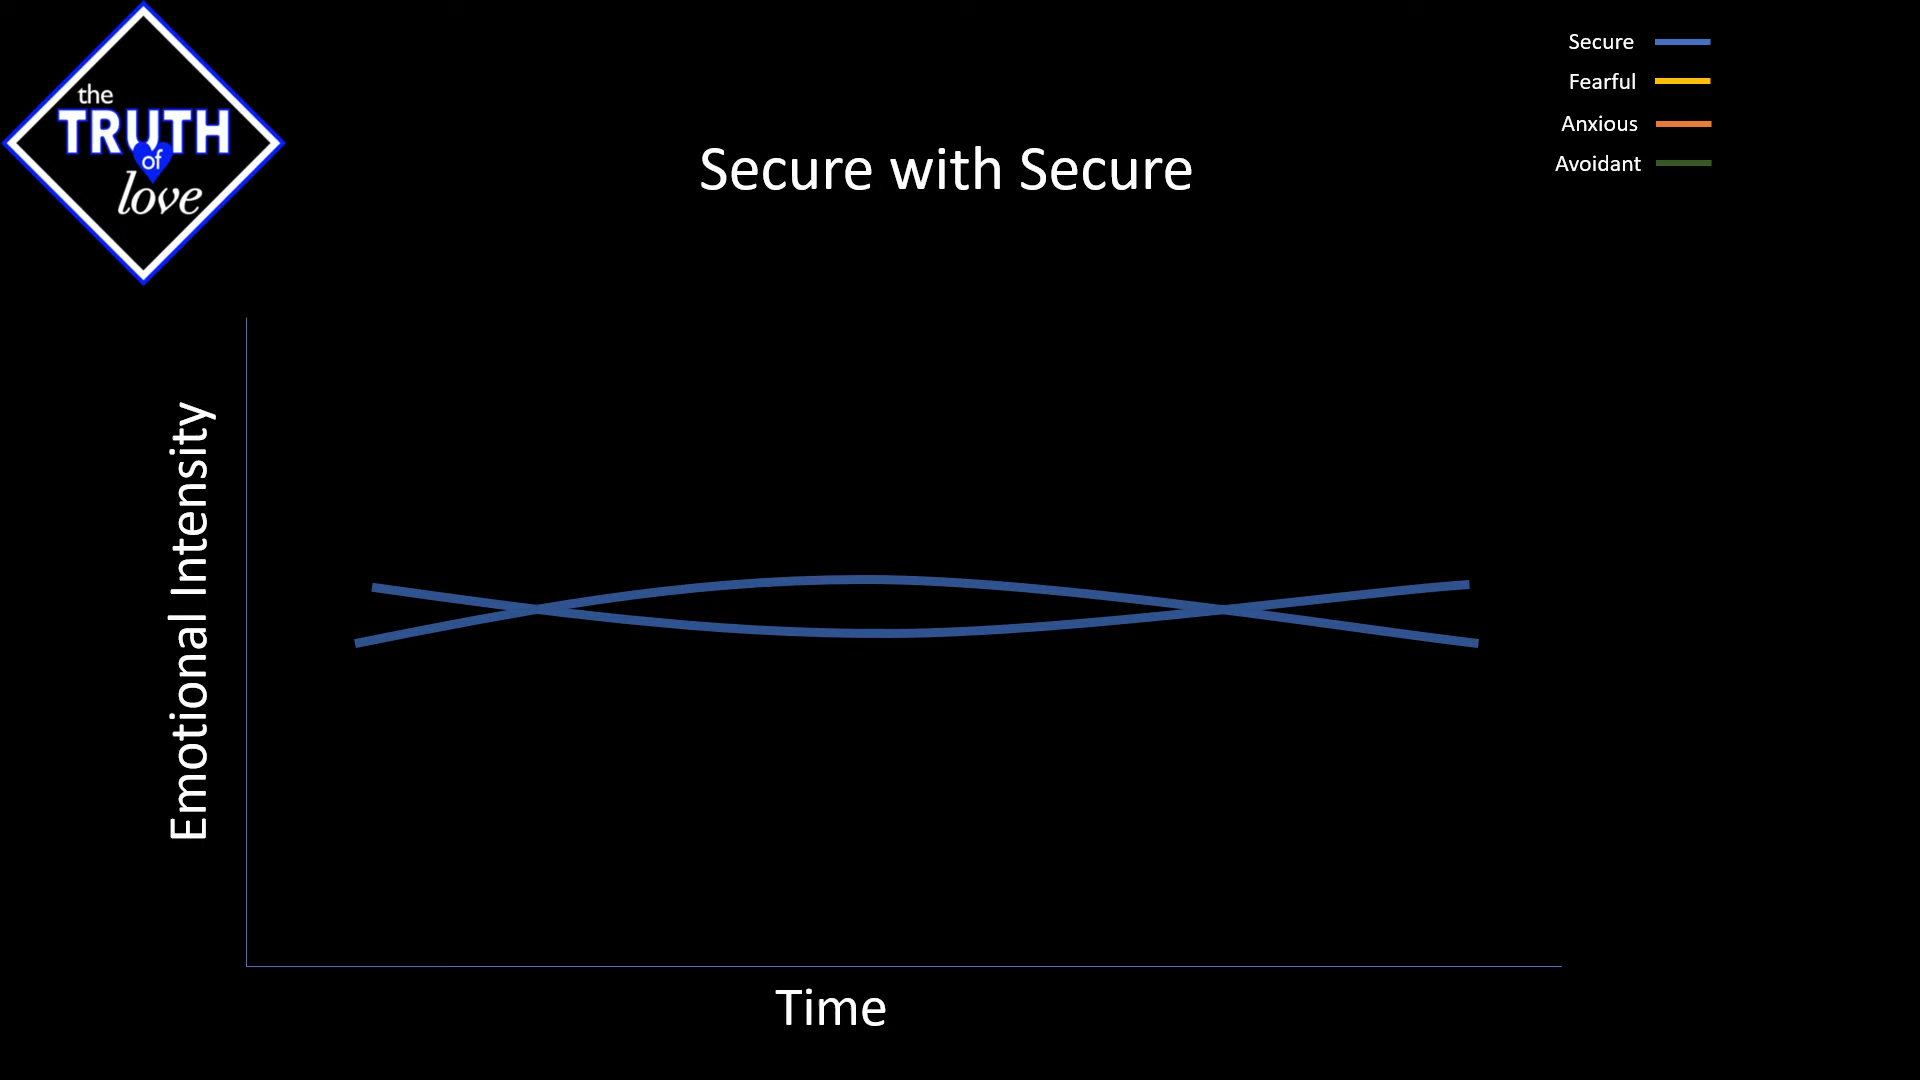 the
TRUTH
of
love
Secure
Fearful
Anxious
Avoidant
Secure with Secure
Emotional Intensity
Time